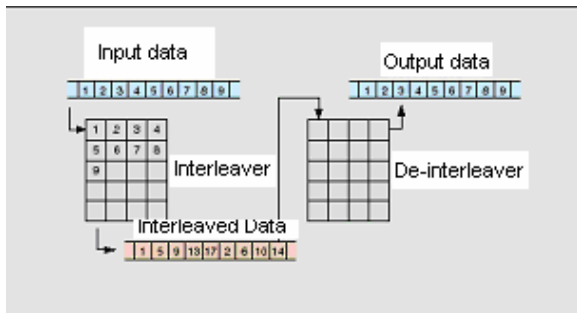 Input data
Output data
1 2 3 4 5 6 7 8 9
1 2 3 4 5 6 7 8 9
1 2 3 4
5 6 7 8
9
Interleaver
De-interleaver
Interleaved Data
1 5 9 13 17 2 6 10 14